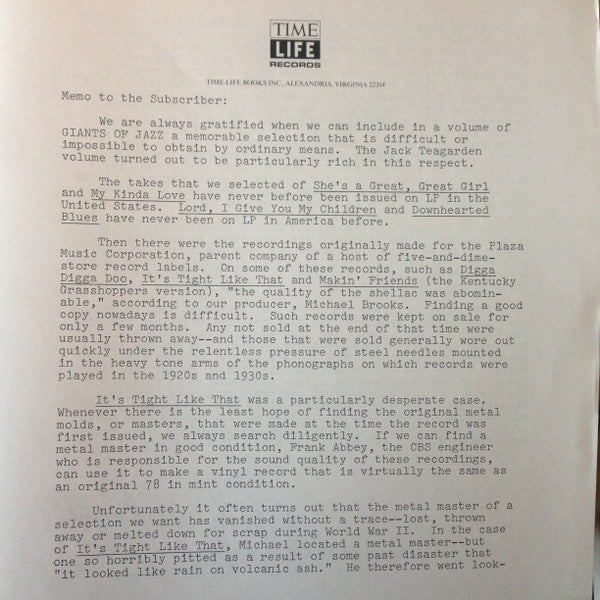 TIME
LIFE
RECORDS
TIME-LIFE BOOKS INC., ALEXANDRIA, VIRGINIA 22314
Memo to the Subscriber:
We are always gratified when we can include in a volume of
GIANTS OF JAZZ a memorable selection that is difficult or
impossible to obtain by ordinary means. The Jack Teagarden
volume turned out to be particularly rich in this respect.
The takes that we selected of She's a Great, Great Girl
and My Kinda Love have never before been issued on LP in the
United States. Lord, I Give You My Children and Downhearted
Blues have never been on LP in America before.
Then there were the recordings originally made for the Plaza
Music Corporation, parent company of a host of five-and-dime-
store record labels. On some of these records, such as Digga
Digga Doo, It's Tight Like That and Makin' Friends (the Kentucky
Grasshoppers version), "the quality of the shellac was abomin-
able," according to our producer, Michael Brooks. Finding a good
copy nowadays is difficult. Such records were kept on sale for
only a few months. Any not sold at the end of that time were
usually thrown away--and those that were sold generally wore out
quickly under the relentless pressure of steel needles mounted
in the heavy tone arms of the phonographs on which records were
played in the 1920s and 1930s.
It's Tight Like That was a particularly desperate case.
Whenever there is the least hope of finding the original metal
molds, or masters, that were made at the time the record was
first issued, we always search diligently. If we can find a
metal master in good condition, Frank Abbey, the CBS engineer
who is responsible for the sound quality of these recordings,
can use it to make a vinyl record that is virtually the same as
an original 78 in mint condition.
Unfortunately it often turns out that the metal master of a
selection we want has vanished without a trace--lost, thrown
away or melted down for scrap during World War II. In the case
of It's Tight Like That, Michael located a metal master--but
one so horribly pitted as a result of some past disaster that
"it looked like rain on volcanic ash." He therefore went look-